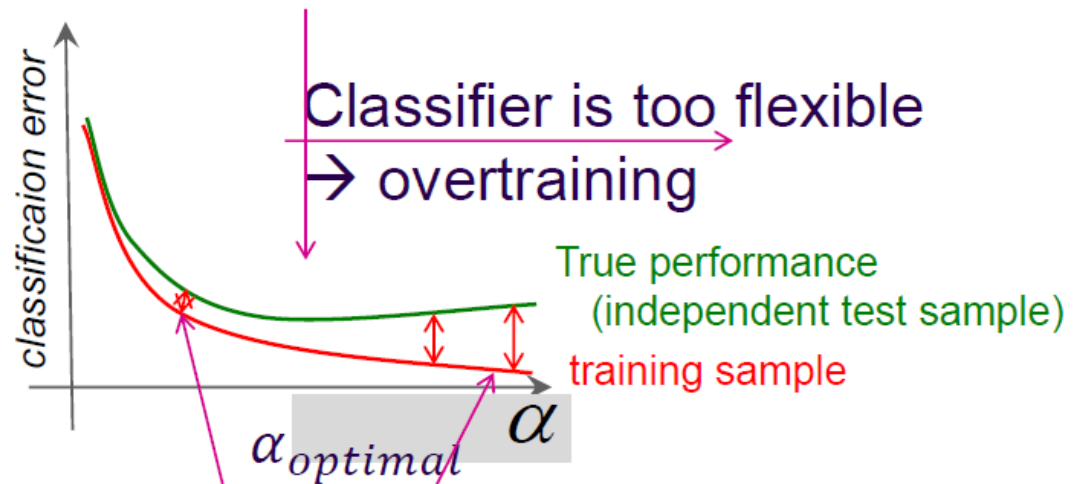 classificaion error
Classifier is too flexible
→ overtraining
True performance
(independent test sample)
training sample
α
α_optimal